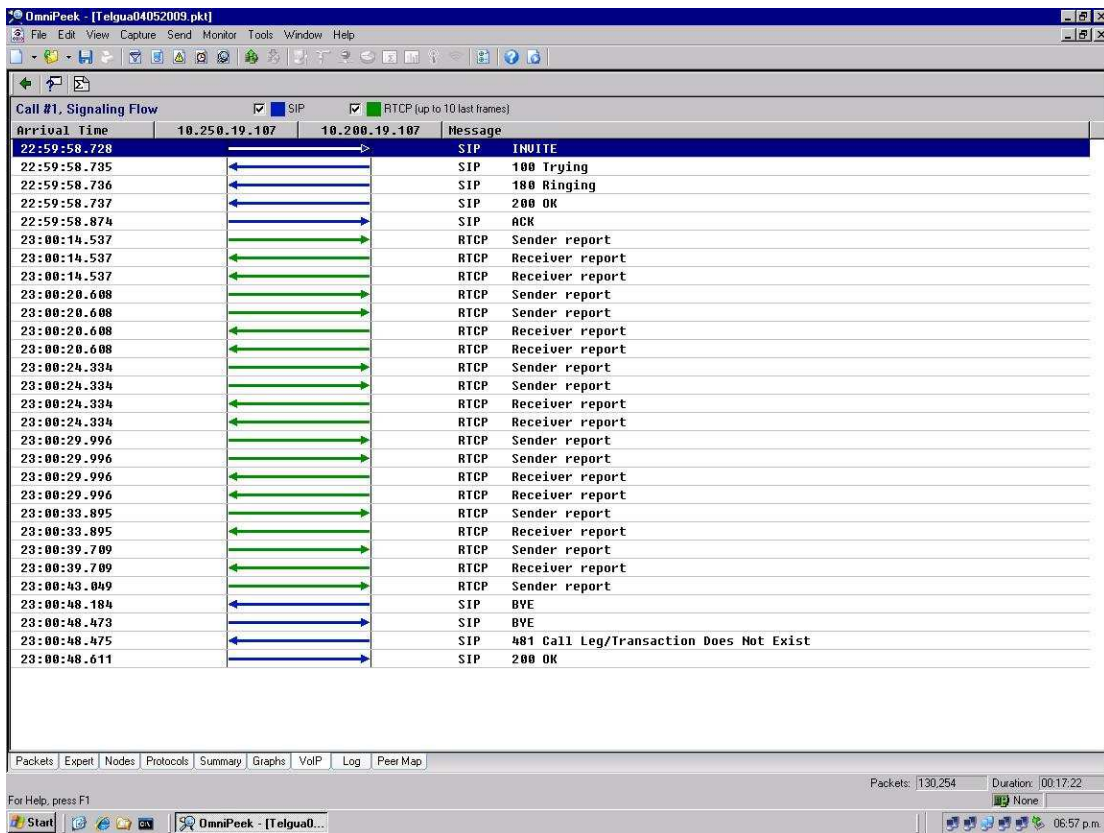 OmniPeek - [Telgua04052009.pkt]
File Edit View Capture Send Monitor Tools Window Help
Call #1, Signaling Flow SIP RTCP (up to 10 last frames)
Arrival Time 10.250.19.107 10.200.19.107 Message
22:59:58.728 SIP INVITE
22:59:58.735 SIP 100 Trying
22:59:58.736 SIP 180 Ringing
22:59:58.737 SIP 200 OK
22:59:58.874 SIP ACK
23:00:14.537 RTCP Sender report
23:00:14.537 RTCP Receiver report
23:00:14.537 RTCP Receiver report
23:00:20.608 RTCP Sender report
23:00:20.608 RTCP Sender report
23:00:20.608 RTCP Receiver report
23:00:20.608 RTCP Receiver report
23:00:24.334 RTCP Sender report
23:00:24.334 RTCP Sender report
23:00:24.334 RTCP Receiver report
23:00:24.334 RTCP Receiver report
23:00:29.996 RTCP Sender report
23:00:29.996 RTCP Sender report
23:00:29.996 RTCP Receiver report
23:00:29.996 RTCP Receiver report
23:00:33.895 RTCP Sender report
23:00:33.895 RTCP Receiver report
23:00:39.709 RTCP Sender report
23:00:39.709 RTCP Receiver report
23:00:43.049 RTCP Sender report
23:00:48.184 SIP BYE
23:00:48.473 SIP BYE
23:00:48.475 SIP 481 Call Leg/Transaction Does Not Exist
23:00:48.611 SIP 200 OK
Packets Expert Nodes Protocols Summary Graphs VoIP Log Peer Map
Packets: 130,254 Duration: 00:17:22
For Help, press F1 None
Start OmniPeek - [Telgua0... 06:57 p.m.